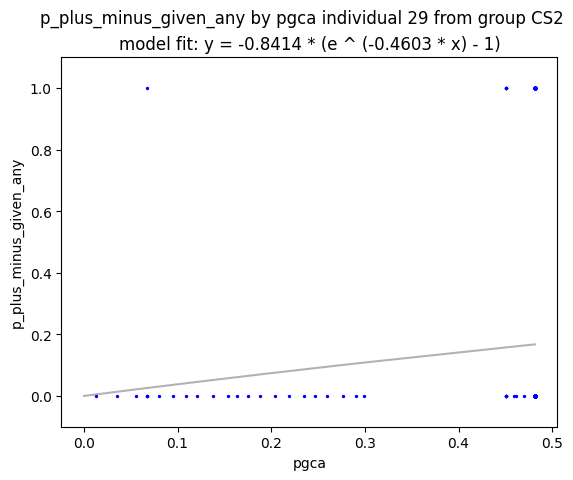 p_plus_minus_given_any by pgca individual 29 from group CS2
model fit: y = -0.8414 * (e ^ (-0.4603 * x) - 1)
1.0
0.8
0.6
0.4
0.2
0.0
p_plus_minus_given_any
0.0 0.1 0.2 0.3 0.4 0.5
pgca